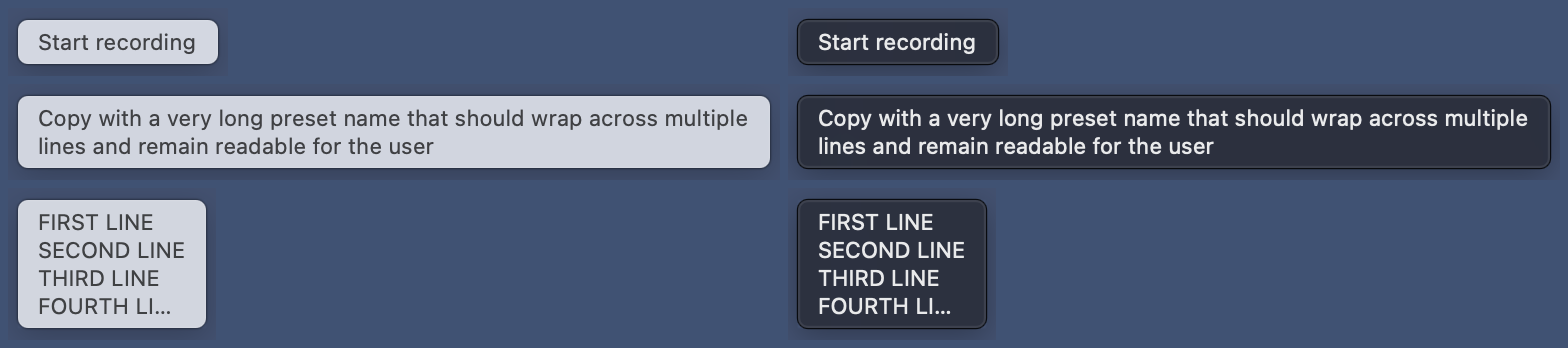 Start recording
Copy with a very long preset name that should wrap across multiple
lines and remain readable for the user
FIRST LINE
SECOND LINE
THIRD LINE
FOURTH LI...
Start recording
Copy with a very long preset name that should wrap across multiple
lines and remain readable for the user
FIRST LINE
SECOND LINE
THIRD LINE
FOURTH LI...